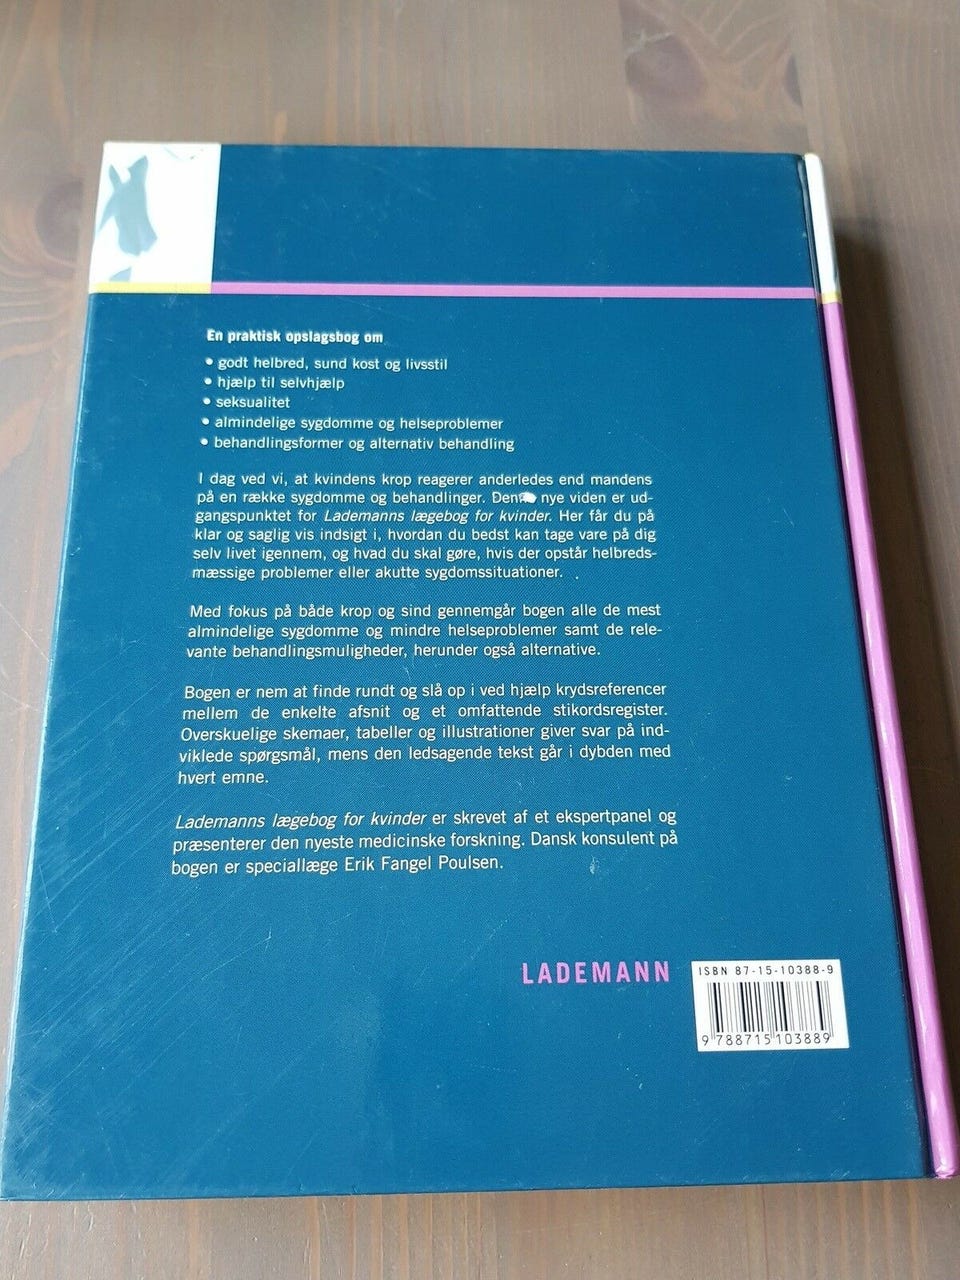 En praktisk opslagsbog om
• godt helbred, sund kost og livsstil
• hjælp til selvhjælp
• seksualitet
• almindelige sygdomme og helseproblemer
• behandlingsformer og alternativ behandling
I dag ved vi, at kvindens krop reagerer anderledes end mandens
på en række sygdomme og behandlinger. Denne nye viden er ud-
gangspunktet for Lademanns lægebog for kvinder. Her får du på
klar og saglig vis indsigt i, hvordan du bedst kan tage vare på dig
selv livet igennem, og hvad du skal gøre, hvis der opstår helbreds-
mæssige problemer eller akutte sygdomssituationer.
Med fokus på både krop og sind gennemgår bogen alle de mest
almindelige sygdomme og mindre helseproblemer samt de rele-
vante behandlingsmuligheder, herunder også alternative.
Bogen er nem at finde rundt og slå op i ved hjælp krydsreferencer
mellem de enkelte afsnit og et omfattende stikordsregister.
Overskuelige skemaer, tabeller og illustrationer giver svar på ind-
viklede spørgsmål, mens den ledsagende tekst går i dybden med
hvert emne.
Lademanns lægebog for kvinder er skrevet af et ekspertpanel og
præsenterer den nyeste medicinske forskning. Dansk konsulent på
bogen er speciallæge Erik Fangel Poulsen.
LADEMANN
ISBN 87-15-10388-9
9 788715 103889